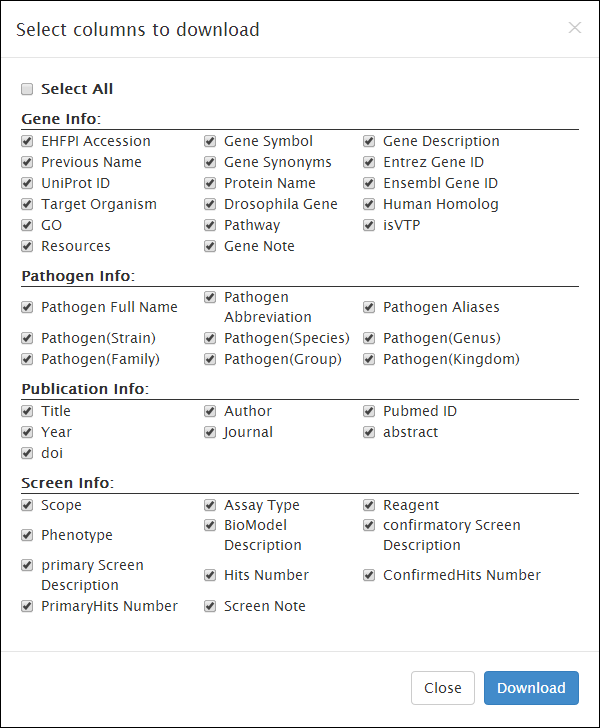 Select columns to download
Select All
Gene Info:
EHFPI Accession Gene Symbol Gene Description
Previous Name Gene Synonyms Entrez Gene ID
UniProt ID Protein Name Ensembl Gene ID
Target Organism Drosophila Gene Human Homolog
GO Pathway isVTP
Resources Gene Note
Pathogen Info:
Pathogen Full Name Pathogen Pathogen Aliases
Abbreviation
Pathogen(Strain) Pathogen(Species) Pathogen(Genus)
Pathogen(Family) Pathogen(Group) Pathogen(Kingdom)
Publication Info:
Title Author Pubmed ID
Year Journal abstract
doi
Screen Info:
Scope Assay Type Reagent
Phenotype BioModel confirmatory Screen
Description Description
primary Screen Hits Number ConfirmedHits Number
Description
PrimaryHits Number Screen Note
Close Download